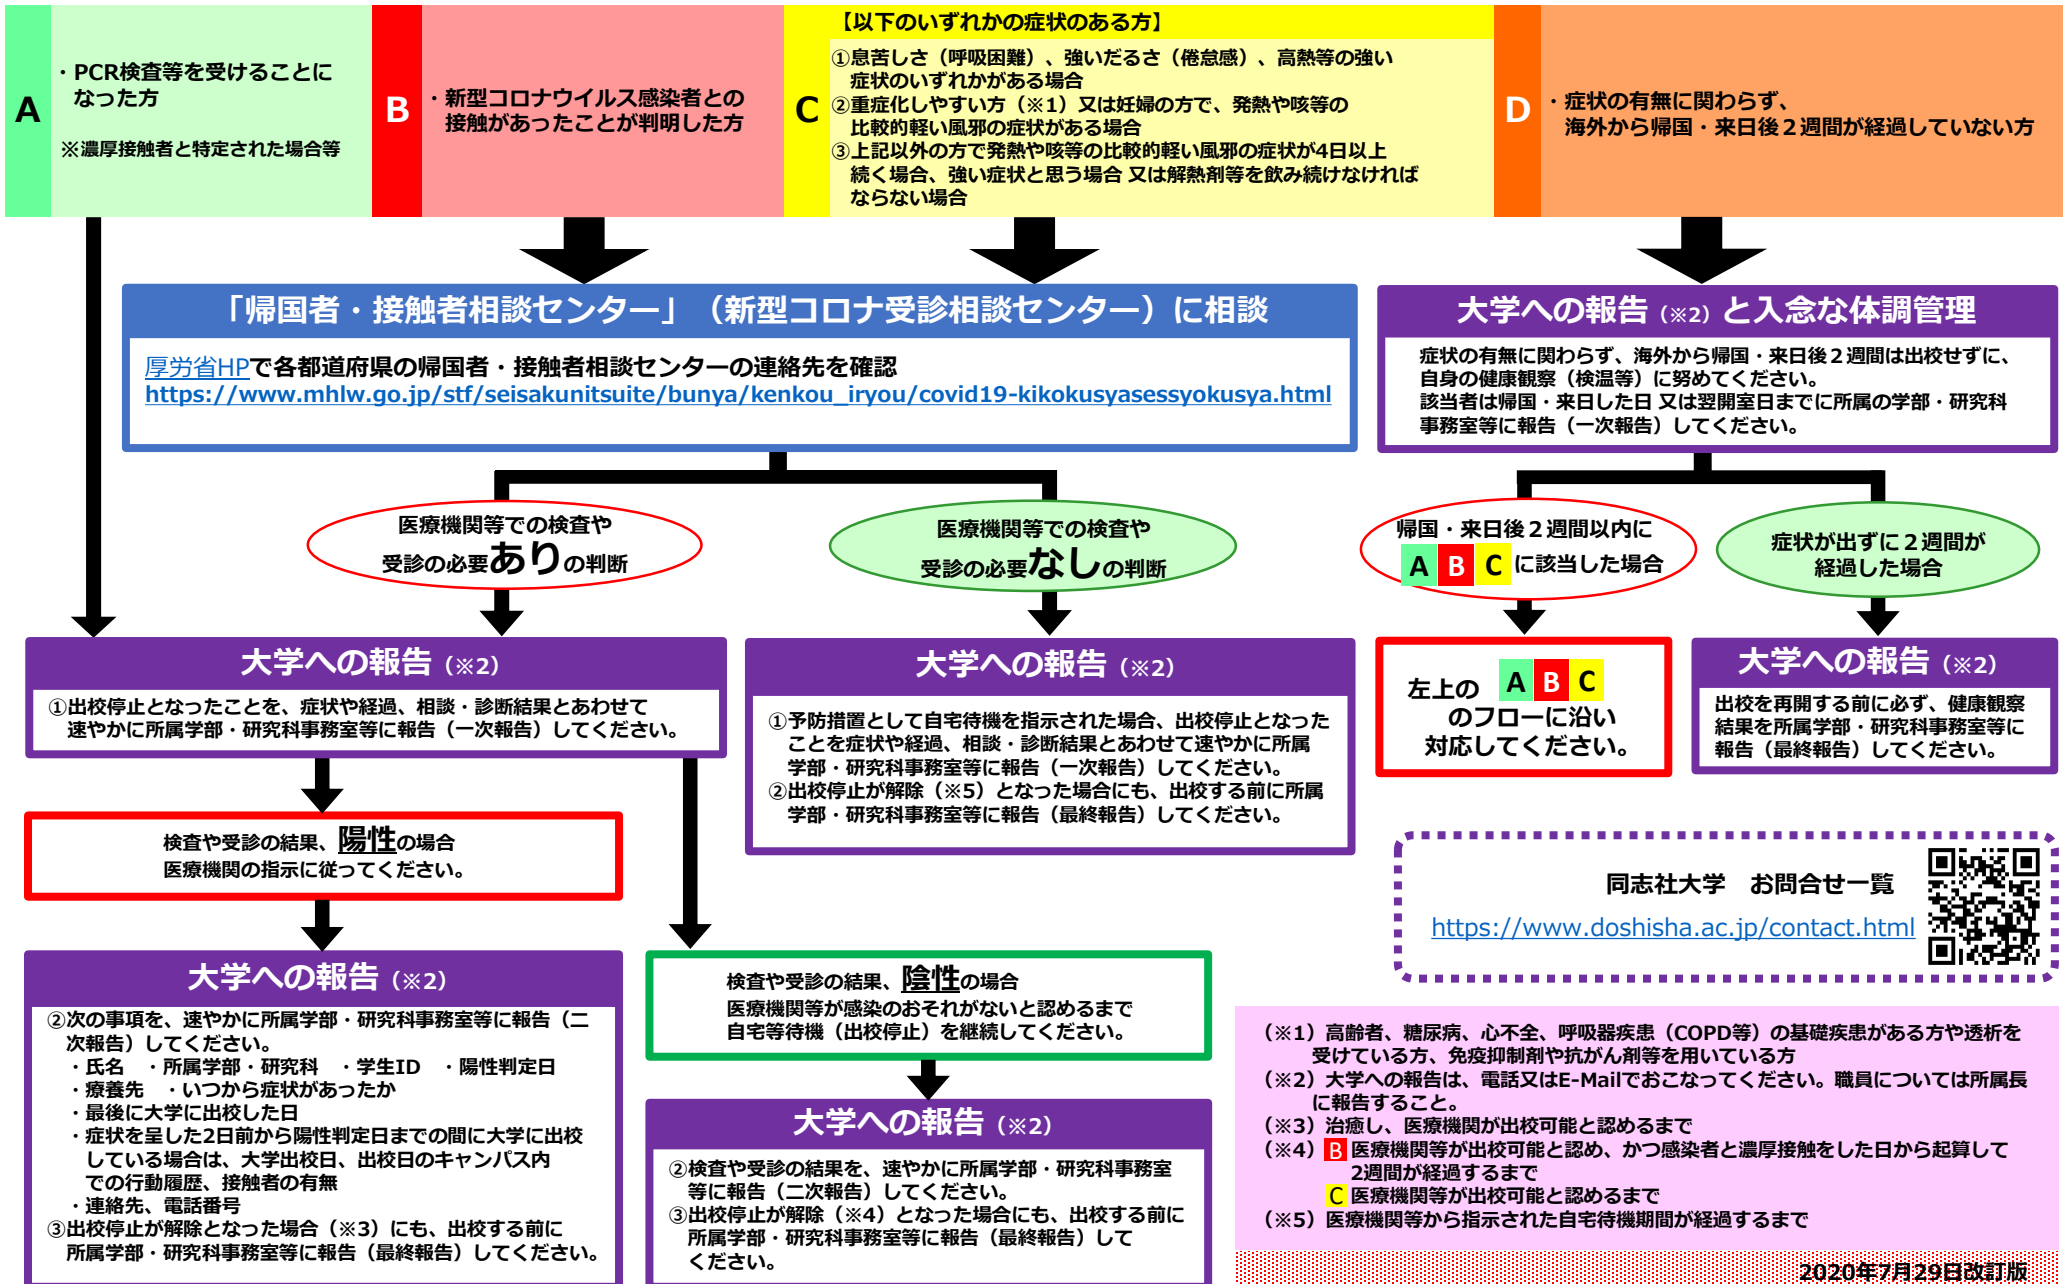 A
・PCR検査等を受けることに
なった方
※濃厚接触者と特定された場合等
B
・新型コロナウイルス感染者との
接触があったことが判明した方
C
【以下のいずれかの症状のある方】
①息苦しさ（呼吸困難）、強いだるさ（倦怠感）、高熱等の強い
症状のいずれかがある場合
②重症化しやすい方（※1）又は妊婦の方で、発熱や咳等の
比較的軽い風邪の症状がある場合
③上記以外の方で発熱や咳等の比較的軽い風邪の症状が4日以上
続く場合、強い症状と思う場合 又は解熱剤等を飲み続けなければ
ならない場合
D
・症状の有無に関わらず、
海外から帰国・来日後２週間が経過していない方
「帰国者・接触者相談センター」（新型コロナ受診相談センター）に相談
厚労省HPで各都道府県の帰国者・接触者相談センターの連絡先を確認
https://www.mhlw.go.jp/stf/seisakunitsuite/bunya/kenkou_iryou/covid19-kikokusyasessyokusya.html
大学への報告（※2）と入念な体調管理
症状の有無に関わらず、海外から帰国・来日後２週間は出校せずに、
自身の健康観察（検温等）に努めてください。
該当者は帰国・来日した日 又は翌開室日までに所属の学部・研究科
事務室等に報告（一次報告）してください。
医療機関等での検査や
受診の必要ありの判断
医療機関等での検査や
受診の必要なしの判断
帰国・来日後２週間以内に
A B C に該当した場合
症状が出ずに２週間が
経過した場合
大学への報告（※2）
①出校停止となったことを、症状や経過、相談・診断結果とあわせて
速やかに所属学部・研究科事務室等に報告（一次報告）してください。
大学への報告（※2）
①予防措置として自宅待機を指示された場合、出校停止となった
ことを症状や経過、相談・診断結果とあわせて速やかに所属
学部・研究科事務室等に報告（一次報告）してください。
②出校停止が解除（※5）となった場合にも、出校する前に所属
学部・研究科事務室等に報告（最終報告）してください。
左上の A B C
のフローに沿い
対応してください。
大学への報告（※2）
出校を再開する前に必ず、健康観察
結果を所属学部・研究科事務室等に
報告（最終報告）してください。
検査や受診の結果、陽性の場合
医療機関の指示に従ってください。
同志社大学　お問合せ一覧
https://www.doshisha.ac.jp/contact.html
大学への報告（※2）
②次の事項を、速やかに所属学部・研究科事務室等に報告（二
次報告）してください。
・氏名　・所属学部・研究科　・学生ID　・陽性判定日
・療養先　・いつから症状があったか
・最後に大学に出校した日
・症状を呈した2日前から陽性判定日までの間に大学に出校
している場合は、大学出校日、出校日のキャンパス内
での行動履歴、接触者の有無
・連絡先、電話番号
③出校停止が解除となった場合（※3）にも、出校する前に
所属学部・研究科事務室等に報告（最終報告）してください。
検査や受診の結果、陰性の場合
医療機関等が感染のおそれがないと認めるまで
自宅等待機（出校停止）を継続してください。
大学への報告（※2）
②検査や受診の結果を、速やかに所属学部・研究科事務室
等に報告（二次報告）してください。
③出校停止が解除（※4）となった場合にも、出校する前に
所属学部・研究科事務室等に報告（最終報告）して
ください。
（※1）高齢者、糖尿病、心不全、呼吸器疾患（COPD等）の基礎疾患がある方や透析を
受けている方、免疫抑制剤や抗がん剤等を用いている方
（※2）大学への報告は、電話又はE-Mailでおこなってください。職員については所属長
に報告すること。
（※3）治癒し、医療機関が出校可能と認めるまで
（※4）B 医療機関等が出校可能と認め、かつ感染者と濃厚接触をした日から起算して
2週間が経過するまで
C 医療機関等が出校可能と認めるまで
（※5）医療機関等から指示された自宅待機期間が経過するまで
2020年7月29日改訂版